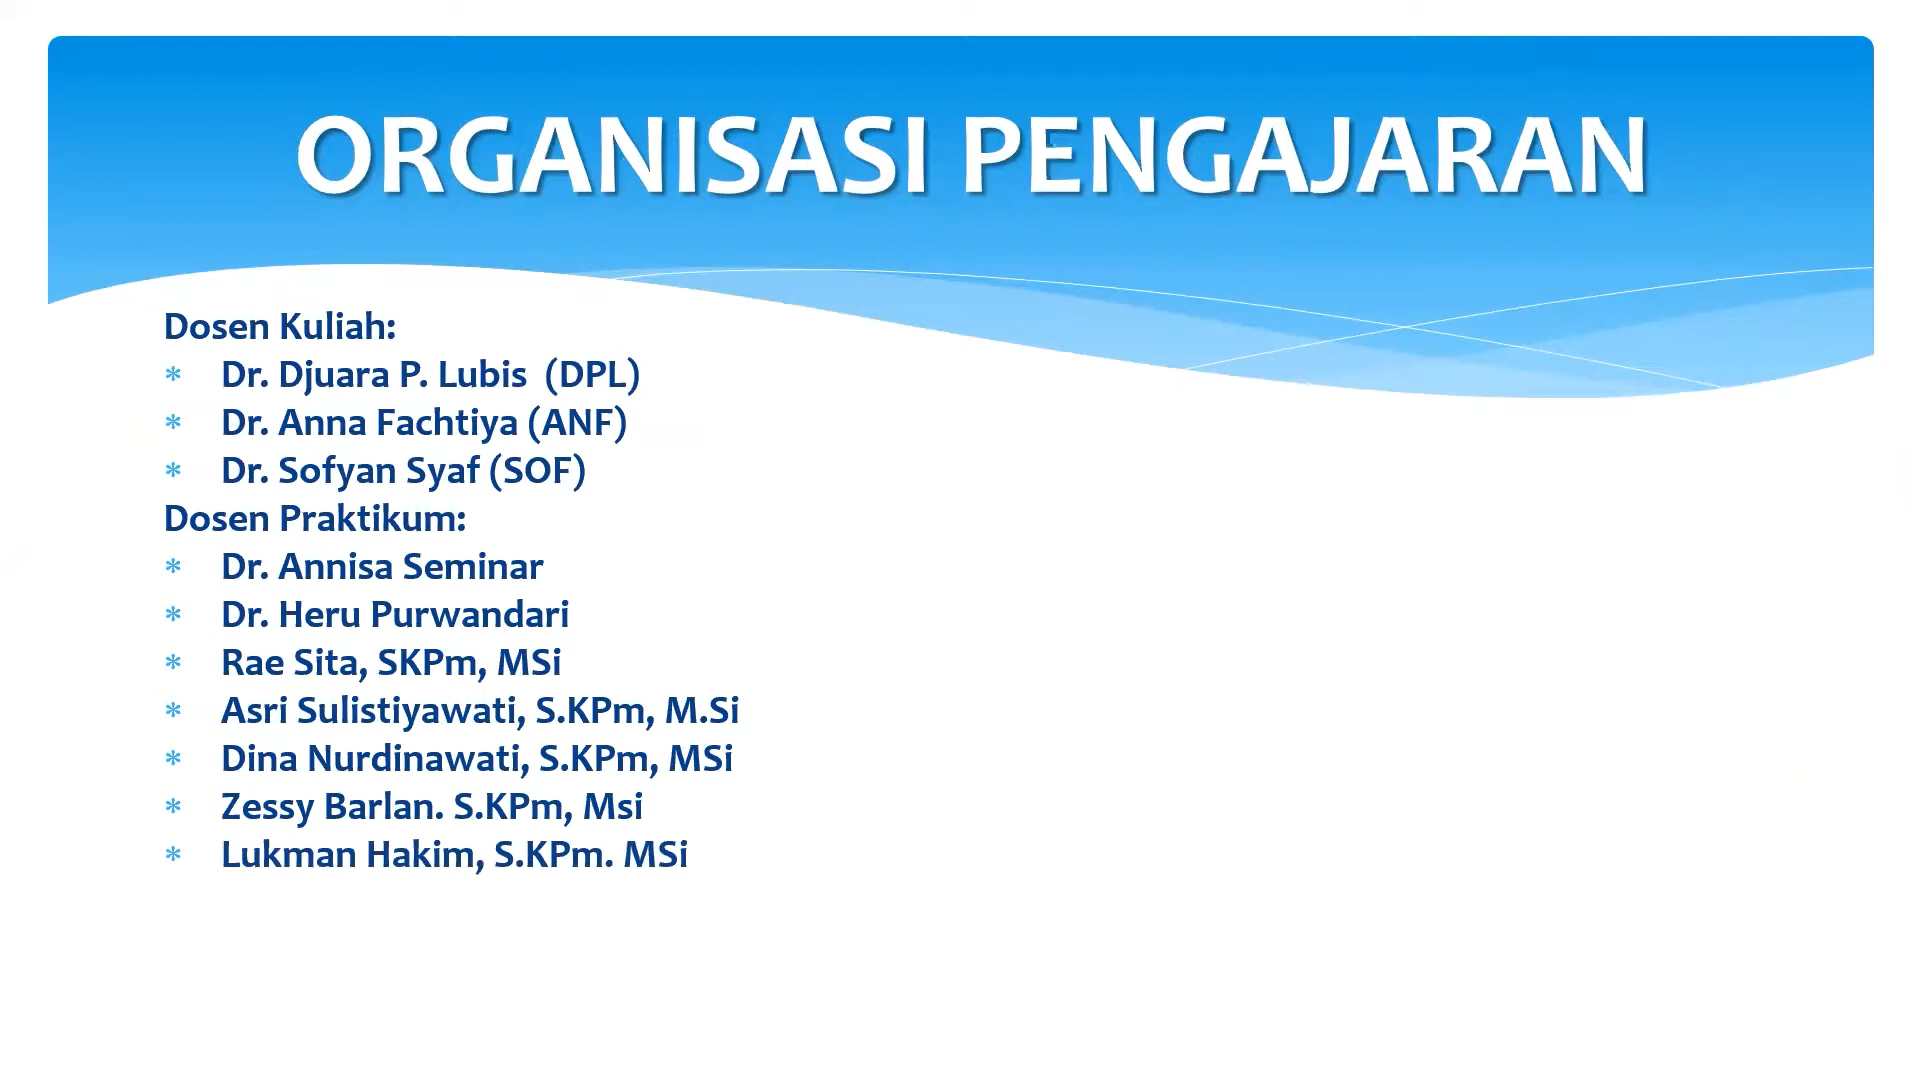 ORGANISASI PENGAJARAN
Dosen Kuliah:
* Dr. Djuara P. Lubis (DPL)
* Dr. Anna Fachtiya (ANF)
* Dr. Sofyan Syaf (SOF)
Dosen Praktikum:
* Dr. Annisa Seminar
* Dr. Heru Purwandari
* Rae Sita, SKPm, MSi
* Asri Sulistiyawati, S.KPm, M.Si
* Dina Nurdinawati, S.KPm, MSi
* Zessy Barlan. S.KPm, Msi
* Lukman Hakim, S.KPm. MSi